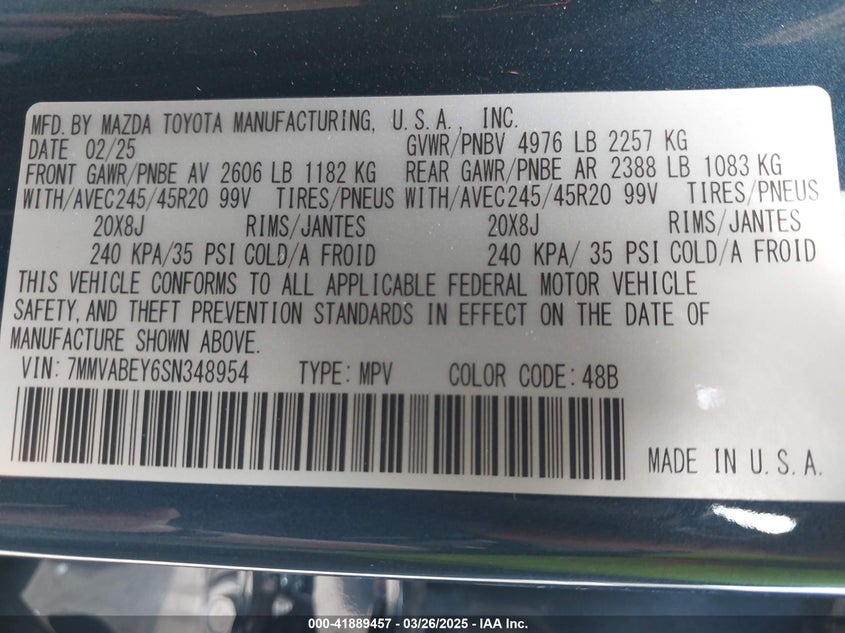 MFD. BY MAZDA TOYOTA MANUFACTURING, U.S.A., INC.
DATE 02/25 GVWR/PNBV 4976 LB 2257 KG
FRONT GAWR/PNBE AV 2606 LB 1182 KG REAR GAWR/PNBE AR 2388 LB 1083 KG
WITH/AVEC245/45R20 99V TIRES/PNEUS WITH/AVEC245/45R20 99V TIRES/PNEUS
20X8J RIMS/JANTES 20X8J RIMS/JANTES
240 KPA/35 PSI COLD/A FROID 240 KPA/ 35 PSI COLD/A FROID
THIS VEHICLE CONFORMS TO ALL APPLICABLE FEDERAL MOTOR VEHICLE
SAFETY, AND THEFT PREVENTION STANDARDS IN EFFECT ON THE DATE OF
MANUFACTURE SHOWN ABOVE.
VIN: 7MMVABEY6SN348954 TYPE: MPV COLOR CODE: 48B
MADE IN U.S.A.
000-41889457 - 03/26/2025 - IAA Inc.